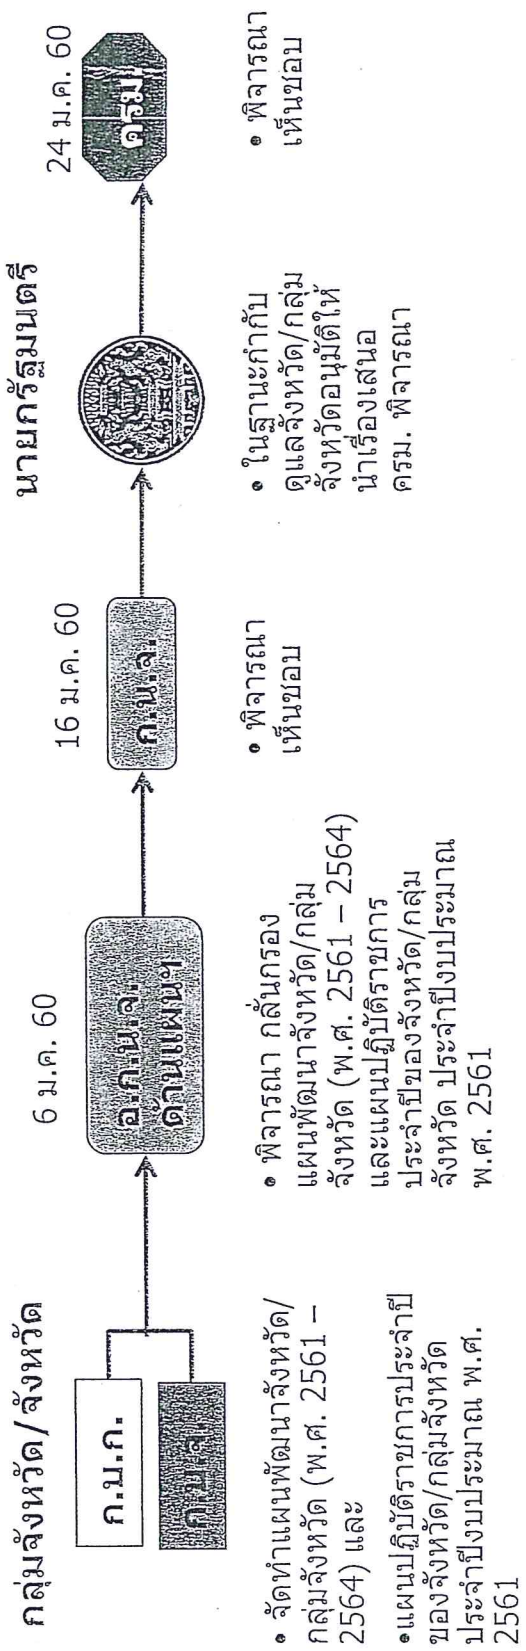 กลุ่มจังหวัด/จังหวัด
ก.บ.ก.
ก.บ.จ.
• จัดทำแผนพัฒนาจังหวัด/
กลุ่มจังหวัด (พ.ศ. 2561 –
2564) และ
•แผนปฏิบัติราชการประจำปี
ของจังหวัด/กลุ่มจังหวัด
ประจำปีงบประมาณ พ.ศ.
2561
6 ม.ค. 60
อ.ก.น.จ.
ด้านแผนฯ
• พิจารณา กลั่นกรอง
แผนพัฒนาจังหวัด/กลุ่ม
จังหวัด (พ.ศ. 2561 – 2564)
และแผนปฏิบัติราชการ
ประจำปีของจังหวัด/กลุ่ม
จังหวัด ประจำปีงบประมาณ
พ.ศ. 2561
16 ม.ค. 60
ก.น.จ.
• พิจารณา
เห็นชอบ
นายกรัฐมนตรี
• ในฐานะกำกับ
ดูแลจังหวัด/กลุ่ม
จังหวัดอนุมัติให้
นำเรื่องเสนอ
ครม. พิจารณา
24 ม.ค. 60
ครม
• พิจารณา
เห็นชอบ